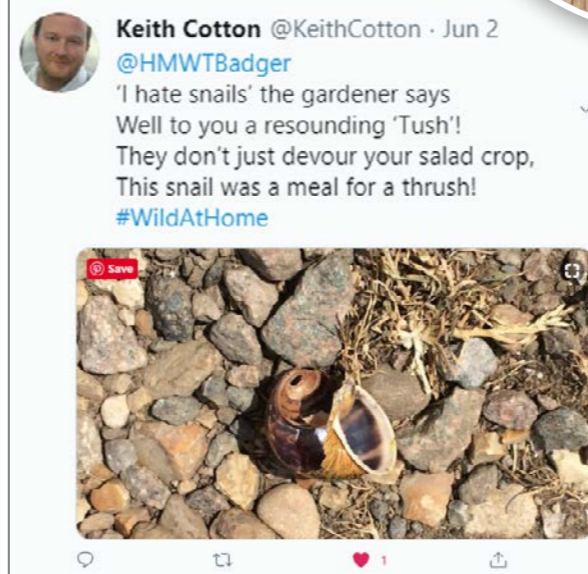 Keith Cotton @KeithCotton · Jun 2
@HMWTBadger
'I hate snails' the gardener says
Well to you a resounding 'Tush'!
They don't just devour your salad crop,
This snail was a meal for a thrush!
#WildAtHome
Save
1